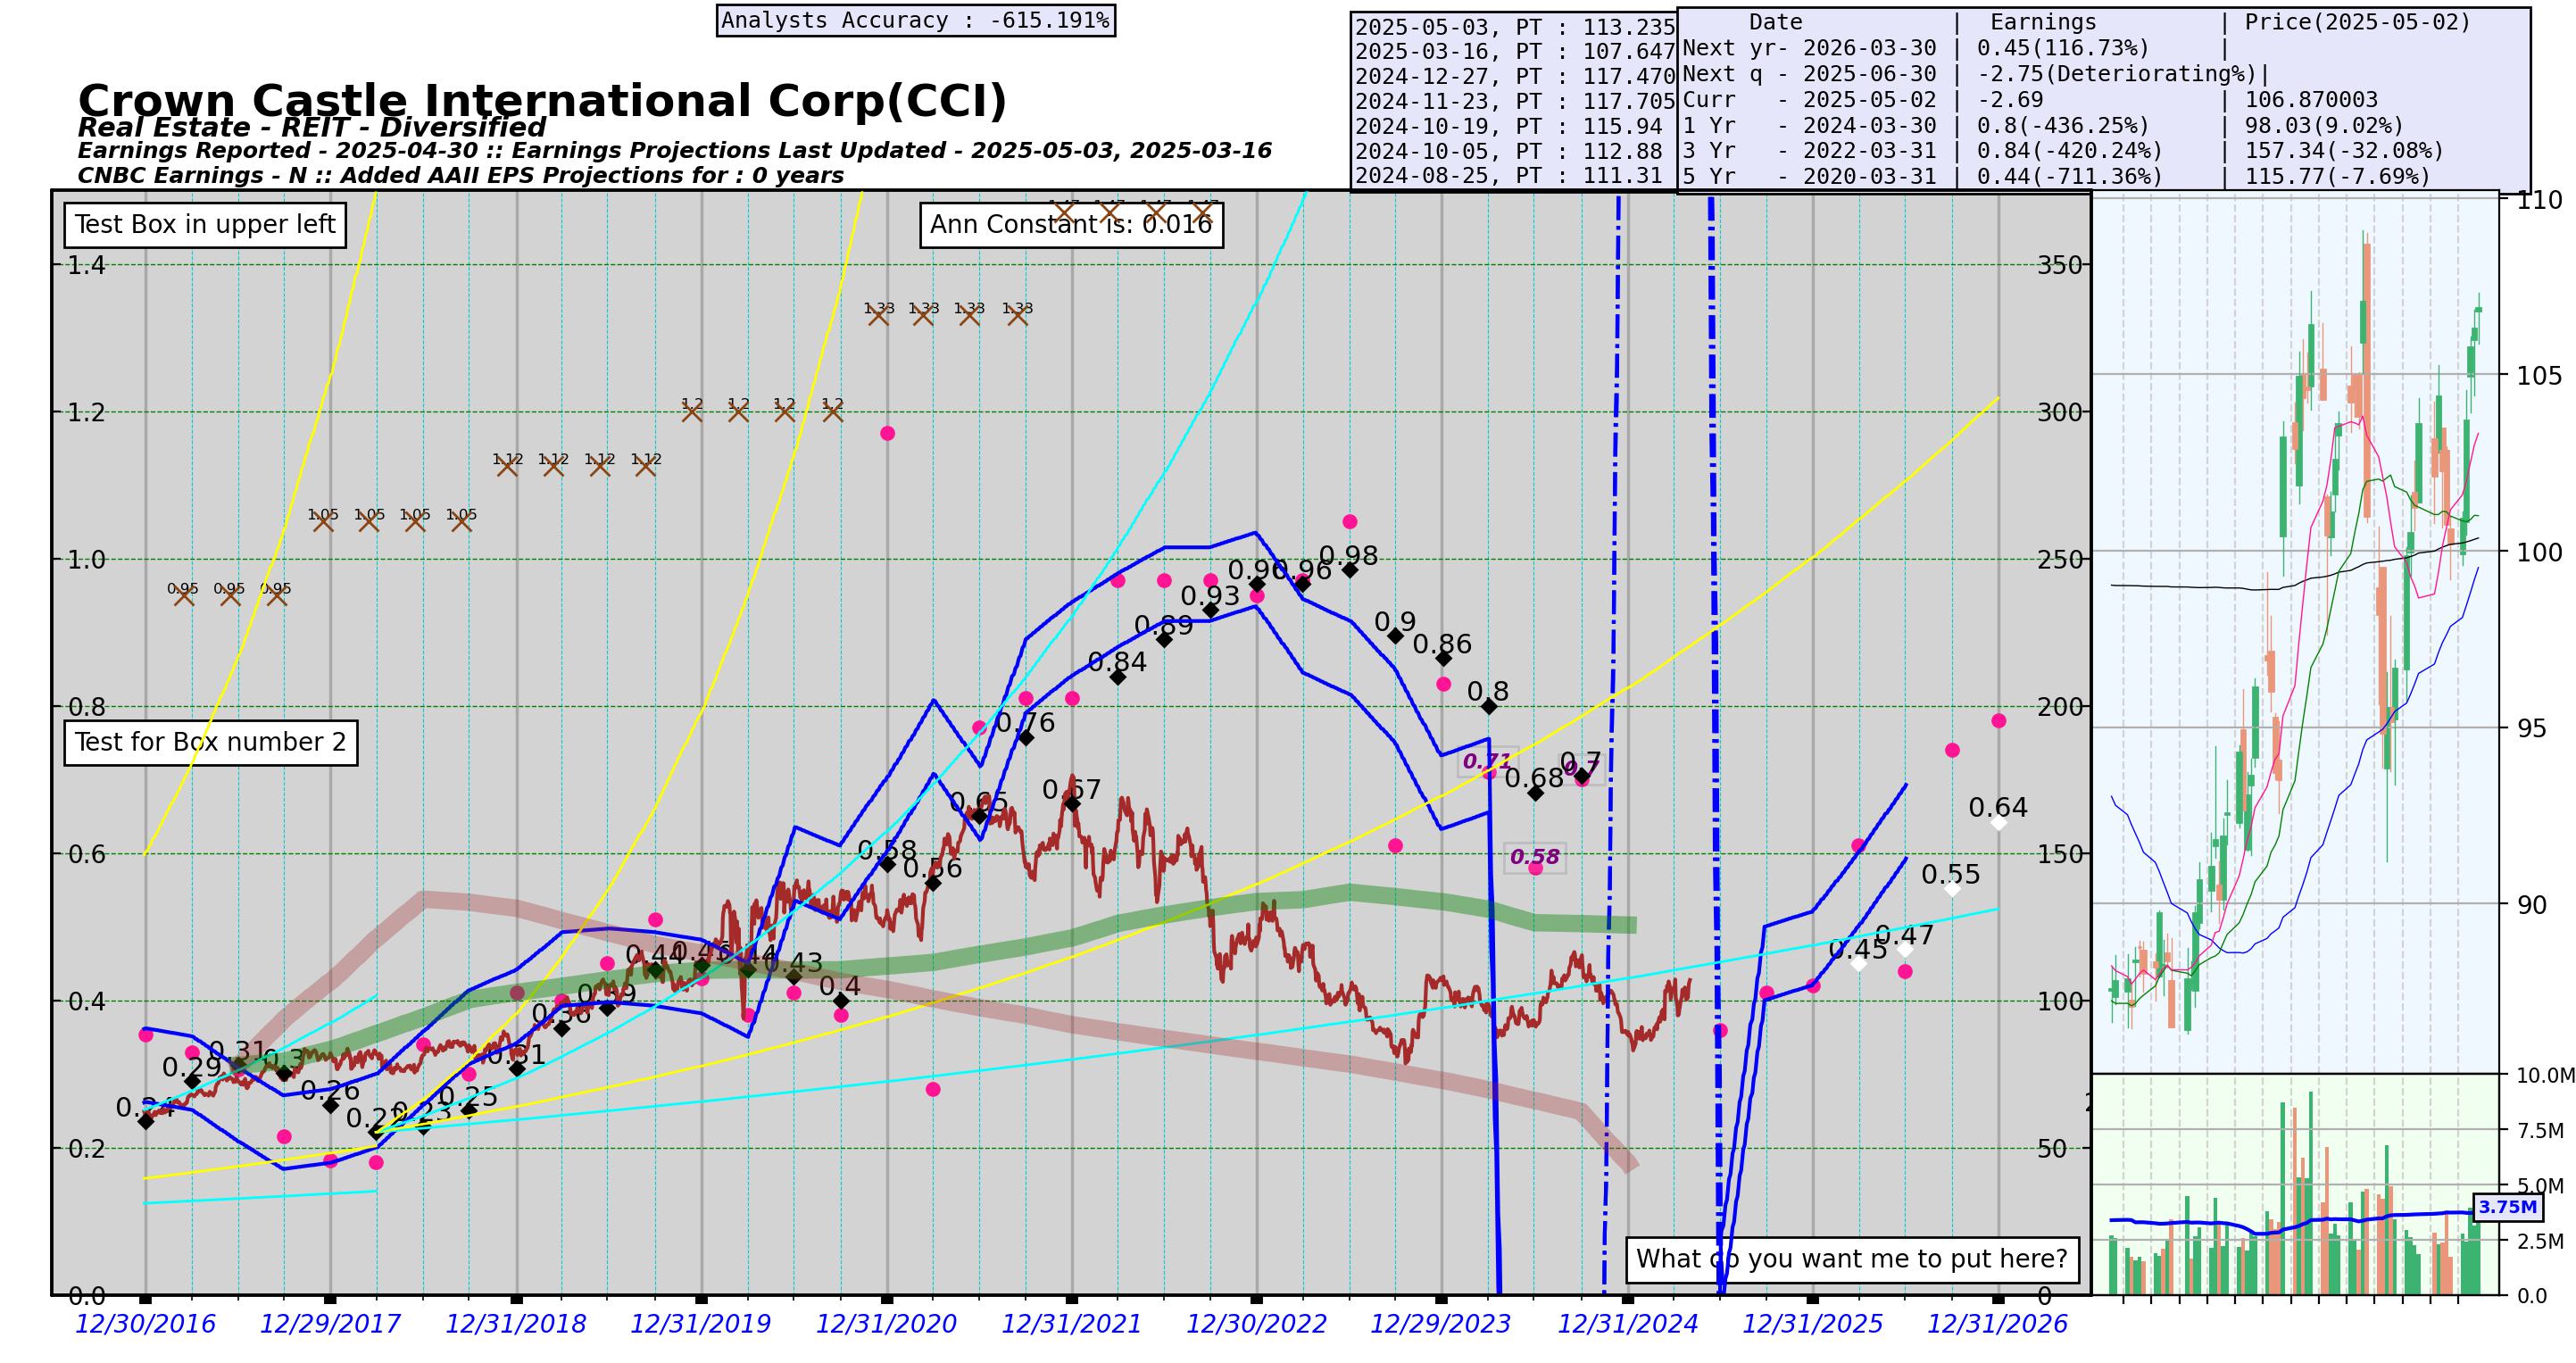 Analysts Accuracy : -615.191%
2025-05-03, PT : 113.235
2025-03-16, PT : 107.647
2024-12-27, PT : 117.470
2024-11-23, PT : 117.705
2024-10-19, PT : 115.94
2024-10-05, PT : 112.88
2024-08-25, PT : 111.31
Date | Earnings | Price(2025-05-02)
Next yr- 2026-03-30 | 0.45(116.73%) |
Next q - 2025-06-30 | -2.75(Deteriorating%)|
Curr - 2025-05-02 | -2.69 | 106.870003
1 Yr - 2024-03-30 | 0.8(-436.25%) | 98.03(9.02%)
3 Yr - 2022-03-31 | 0.84(-420.24%) | 157.34(-32.08%)
5 Yr - 2020-03-31 | 0.44(-711.36%) | 115.77(-7.69%)
Crown Castle International Corp(CCI)
Real Estate - REIT - Diversified
Earnings Reported - 2025-04-30 :: Earnings Projections Last Updated - 2025-05-03, 2025-03-16
CNBC Earnings - N :: Added AAII EPS Projections for : 0 years
Test Box in upper left
Ann Constant is: 0.016
Test for Box number 2
What do you want me to put here?
1.4
1.2
1.0
0.8
0.6
0.4
0.2
0.0
0.95 0.95 0.95
1.05 1.05 1.05 1.05
1.12 1.12 1.12 1.12
1.2 1.2 1.2 1.2
1.33 1.33 1.33 1.33
0.29 0.31 0.26 0.23 0.25 0.31 0.36 0.39 0.44 0.45 0.43 0.4 0.58 0.56 0.65 0.76 0.67 0.84 0.89 0.93 0.96 0.96 0.98 0.9 0.86 0.8 0.68 0.7
0.71 0.58
0.45 0.47 0.55 0.64
350
300
250
200
150
100
50
0
110
105
100
95
90
10.0M
7.5M
5.0M
3.75M
2.5M
0.0
12/30/2016 12/29/2017 12/31/2018 12/31/2019 12/31/2020 12/31/2021 12/30/2022 12/29/2023 12/31/2024 12/31/2025 12/31/2026